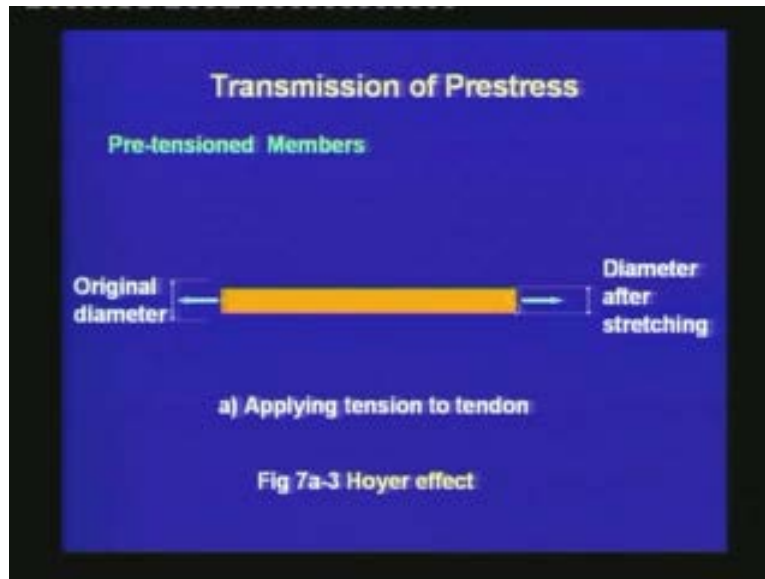 Transmission of Prestress
Pre-tensioned Members
Original
diameter
Diameter
after
stretching
a) Applying tension to tendon
Fig 7a-3 Hoyer effect